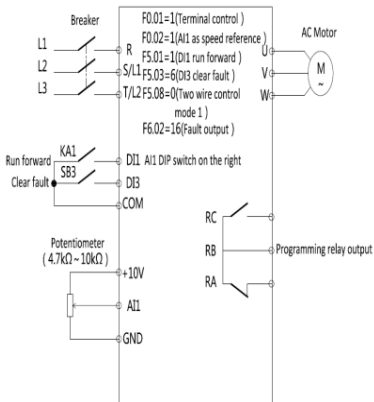 Breaker
L1
L2
L3
R
S/L1
T/L2
F0.01=1(Terminal control )
F0.02=1(AI1 as speed reference )
F5.01=1(DI1 run forward )
F5.03=6(DI3 clear fault )
F5.08=0(Two wire control
mode 1 )
F6.02=16(Fault output )
U
V
W
AC Motor
M
~
KA1
Run forward
SB3
Clear fault
DI1 AI1 DIP switch on the right
DI3
COM
Potentiometer
( 4.7kΩ ~ 10kΩ )
+10V
AI1
GND
RC
RB
RA
Programming relay output